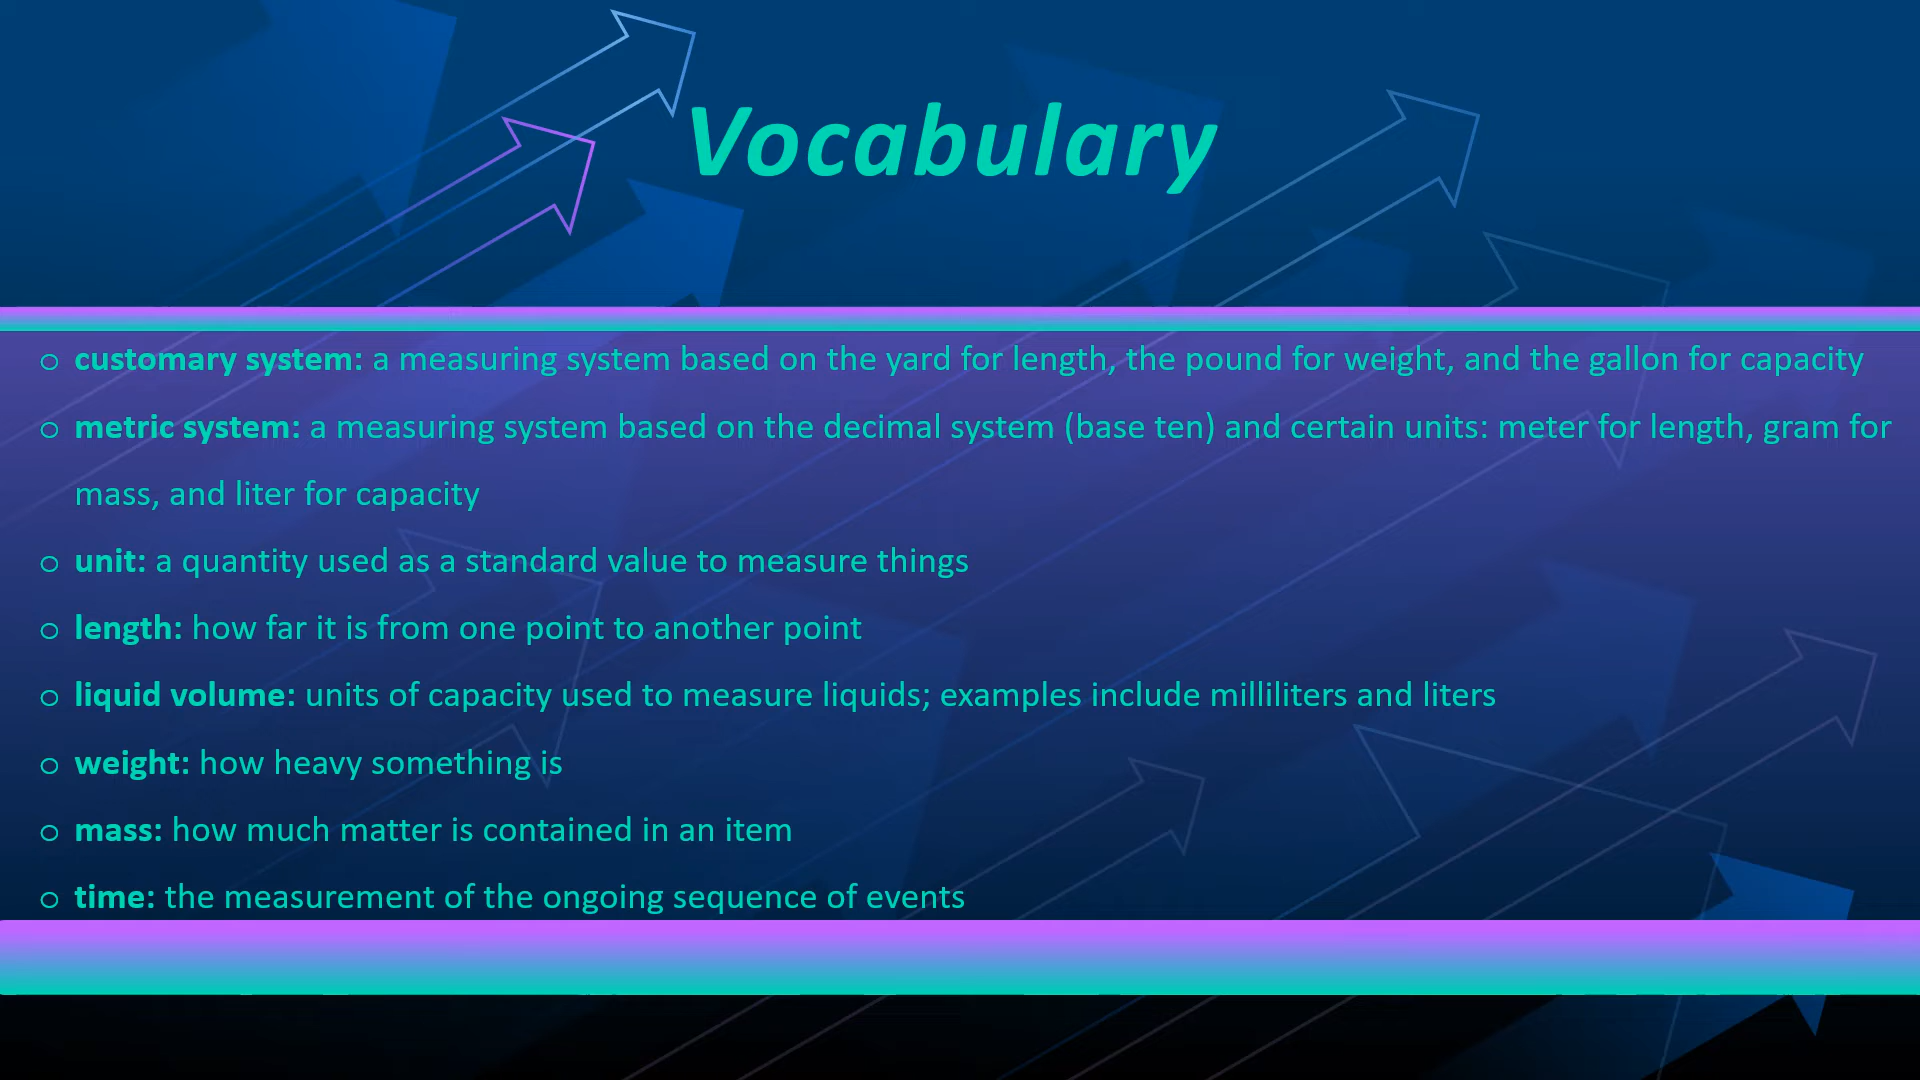 Vocabulary
○ customary system: a measuring system based on the yard for length, the pound for weight, and the gallon for capacity
○ metric system: a measuring system based on the decimal system (base ten) and certain units: meter for length, gram for
mass, and liter for capacity
○ unit: a quantity used as a standard value to measure things
○ length: how far it is from one point to another point
○ liquid volume: units of capacity used to measure liquids; examples include milliliters and liters
○ weight: how heavy something is
○ mass: how much matter is contained in an item
○ time: the measurement of the ongoing sequence of events